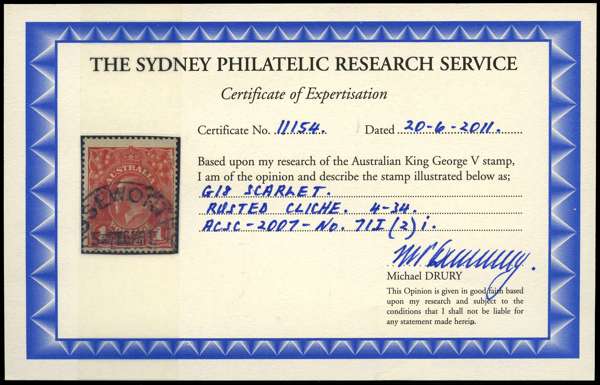 THE SYDNEY PHILATELIC RESEARCH SERVICE
Certificate of Expertisation
Certificate No. 11154. Dated 20-6-2011.
Based upon my research of the Australian King George V stamp,
I am of the opinion and describe the stamp illustrated below as;
G18 SCARLET.
RUSTED CLICHE. 4-34.
ACSC-2007-No. 71I (2) i.
Michael DRURY
This Opinion is given in good faith based
upon my research and subject to the
conditions that I shall not be liable for
any statement made herein.
AUSTRALIA